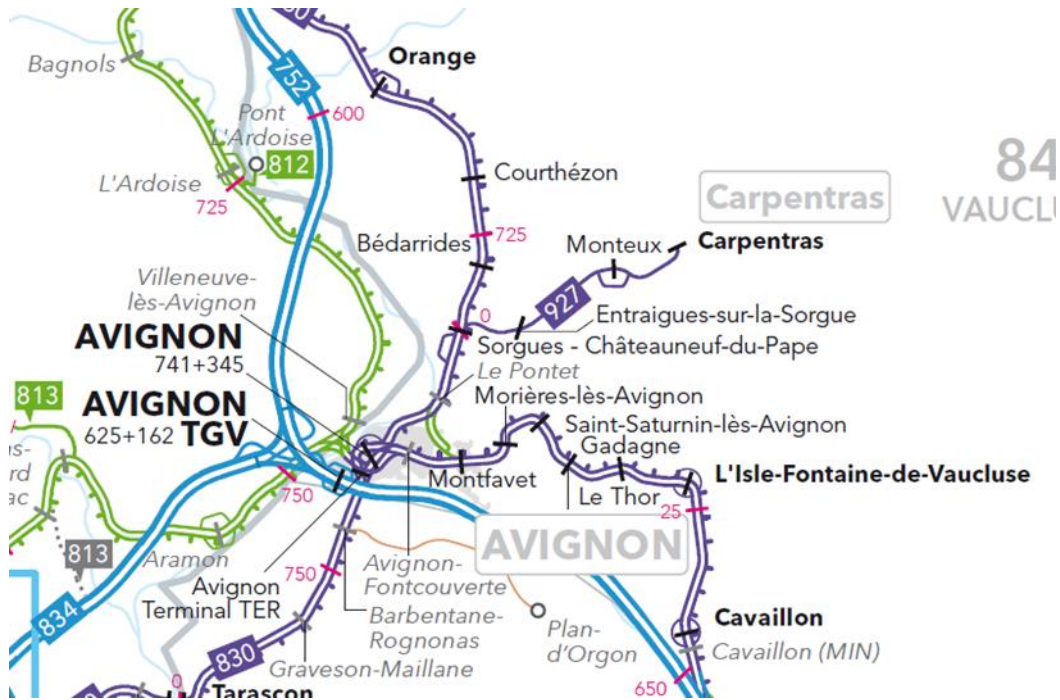 Bagnols
752
Orange
600
Pont
L'Ardoise
812
L'Ardoise
725
Courthézon
84
VAUCLU
Carpentras
725
Bédarrides
Monteux
Carpentras
Villeneuve-
lès-Avignon
927
0
Entraigues-sur-la-Sorgue
AVIGNON
741+345
Sorgues - Châteauneuf-du-Pape
Le Pontet
813
AVIGNON
625+162 TGV
Morières-lès-Avignon
Saint-Saturnin-lès-Avignon
Gadagne
Montfavet
Le Thor
L'Isle-Fontaine-de-Vaucluse
750
25
AVIGNON
813
Aramon
Avignon
Terminal TER
750
Avignon-
Fontcouverte
Barbentane-
Rognonas
834
Plan-
d'Orgon
Cavaillon
Cavaillon (MIN)
830
Graveson-Maillane
650
0
Tarascon